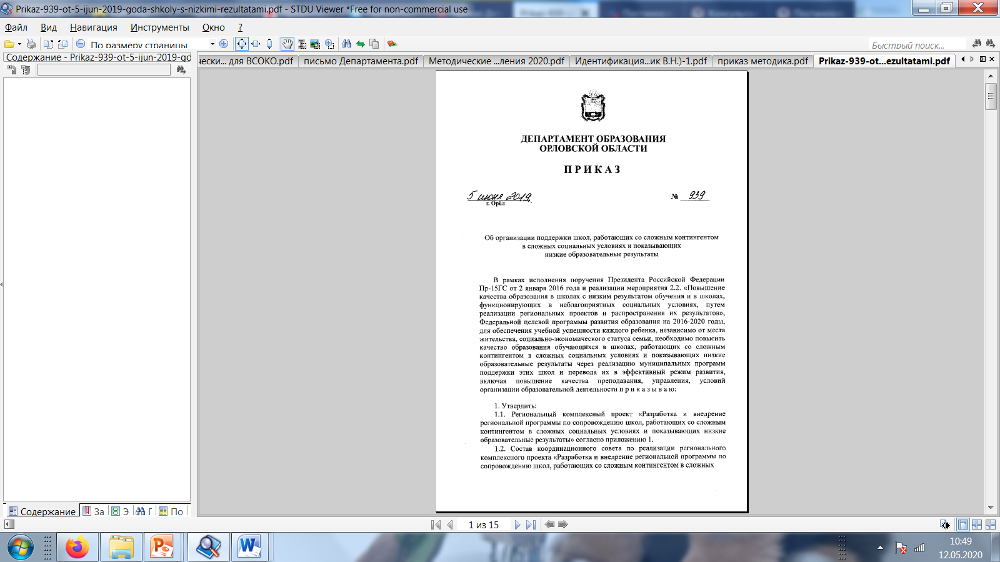 Prikaz-939-ot-5-ijun-2019-goda-shkoly-s-nizkimi-rezultatami.pdf - STDU Viewer *Free for non-commercial use
Файл Вид Навигация Инструменты Окно ?
По размеру страницы
Быстрый поиск...
Содержание - Prikaz-939-ot-5-ijun-2019-god
чески... для ВСОКО.pdf письмо Департамента.pdf Методические ...ления 2020.pdf Идентификация...ик В.Н.)-1.pdf приказ методика.pdf Prikaz-939-ot...ezultatami.pdf
ДЕПАРТАМЕНТ ОБРАЗОВАНИЯ
ОРЛОВСКОЙ ОБЛАСТИ
П Р И К А З
5 июня 2019 № 939
г. Орёл
Об организации поддержки школ, работающих со сложным контингентом
в сложных социальных условиях и показывающих
низкие образовательные результаты
В рамках исполнения поручения Президента Российской Федерации
Пр-15ГС от 2 января 2016 года и реализации мероприятия 2.2. «Повышение
качества образования в школах с низким результатом обучения и в школах,
функционирующих в неблагоприятных социальных условиях, путем
реализации региональных проектов и распространения их результатов»,
Федеральной целевой программы развития образования на 2016-2020 годы,
для обеспечения учебной успешности каждого ребенка, независимо от места
жительства, социально-экономического статуса семьи, необходимо повысить
качество образования обучающихся в школах, работающих со сложным
контингентом в сложных социальных условиях и показывающих низкие
образовательные результаты через реализацию муниципальных программ
поддержки этих школ и перевода их в эффективный режим развития,
включая повышение качества преподавания, управления, условий
организации образовательной деятельности п р и к а з ы в а ю:
1. Утвердить:
1.1. Региональный комплексный проект «Разработка и внедрение
региональной программы по сопровождению школ, работающих со сложным
контингентом в сложных социальных условиях и показывающих низкие
образовательные результаты» согласно приложению 1.
1.2. Состав координационного совета по реализации регионального
комплексного проекта «Разработка и внедрение региональной программы по
сопровождению школ, работающих со сложным контингентом в сложных
Содержание За Э Г По
1 из 15
10:49
12.05.2020